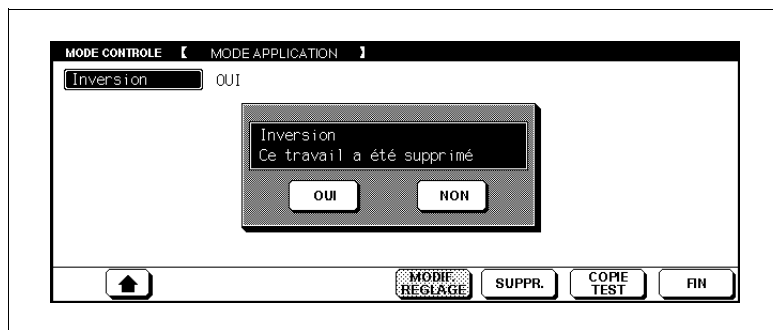 MODE CONTROLE 【 MODE APPLICATION 】
Inversion OUI
Inversion
Ce travail a été supprimé
OUI NON
MODIF. REGLAGE SUPPR. COPIE TEST FIN